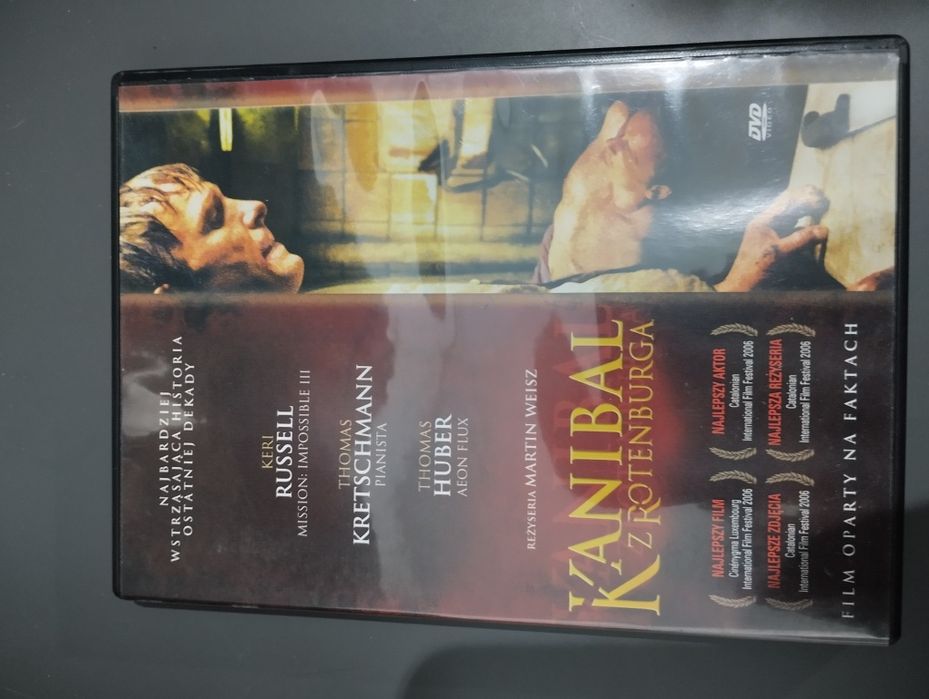 NAJBARDZIEJ
WSTRZĄSAJĄCA HISTORIA
OSTATNIEJ DEKADY
KERI
RUSSELL
MISSION: IMPOSSIBLE III
THOMAS
KRETSCHMANN
PIANISTA
THOMAS
HUBER
AEON FLUX
REŻYSERIA MARTIN WEISZ
KANIBAL
Z ROTENBURGA
NAJLEPSZY FILM
Cinénygma Luxembourg
International Film Festival 2006
NAJLEPSZY AKTOR
Catalonian
International Film Festival 2006
NAJLEPSZE ZDJĘCIA
Catalonian
International Film Festival 2006
NAJLEPSZA REŻYSERIA
Catalonian
International Film Festival 2006
FILM OPARTY NA FAKTACH
DVD
VIDEO